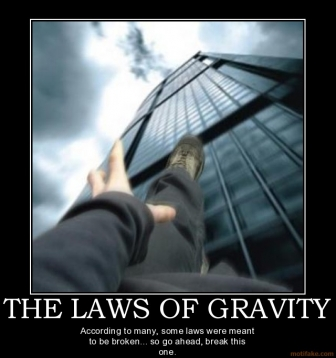 THE LAWS OF GRAVITY
According to many, some laws were meant
to be broken... so go ahead, break this
one.
motifake.com